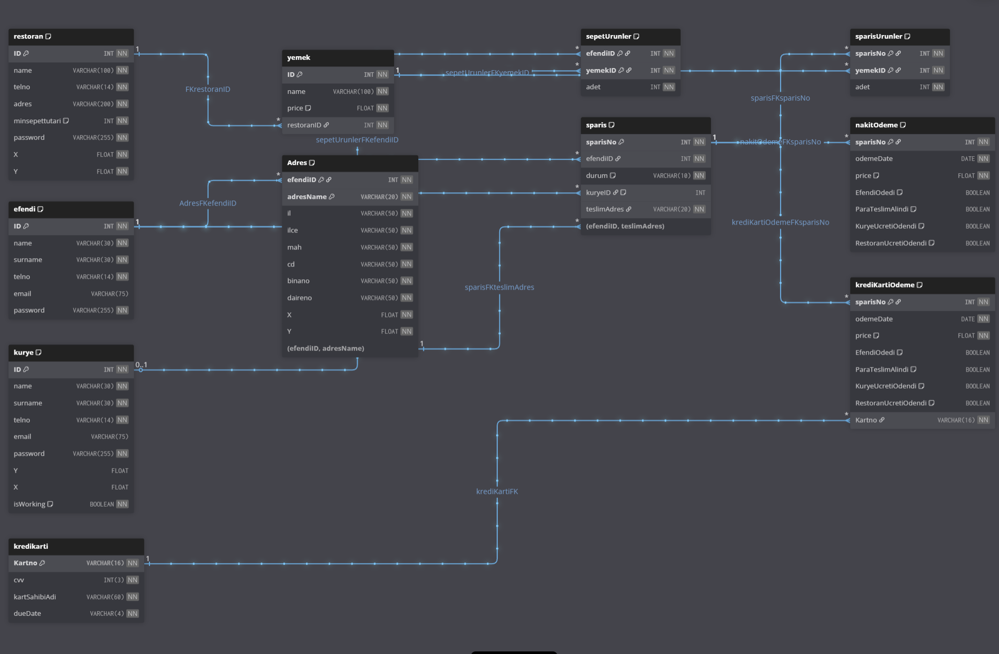 restoran
ID INT NN
name VARCHAR(100) NN
telno VARCHAR(14) NN
adres VARCHAR(200) NN
minsepettutari INT NN
password VARCHAR(255) NN
X FLOAT NN
Y FLOAT NN
1
FKrestoranID
*
efendi
ID INT NN
name VARCHAR(30) NN
surname VARCHAR(30) NN
telno VARCHAR(14) NN
email VARCHAR(75)
password VARCHAR(255) NN
1
AdresFKefendiID
*
kurye
ID INT NN
name VARCHAR(30) NN
surname VARCHAR(30) NN
telno VARCHAR(14) NN
email VARCHAR(75)
password VARCHAR(255) NN
Y FLOAT
X FLOAT
isWorking BOOLEAN NN
0..1
kredikarti
Kartno VARCHAR(16) NN
cvv INT(3) NN
kartSahibiAdi VARCHAR(60) NN
dueDate VARCHAR(4) NN
1
yemek
ID INT NN
name VARCHAR(100) NN
price FLOAT NN
restoranID INT NN
1
sepetUrunlerFKyemekID
sepetUrunlerFKefendiID
Adres
efendiID INT NN
adresName VARCHAR(20) NN
il VARCHAR(50) NN
ilce VARCHAR(50) NN
mah VARCHAR(50) NN
cd VARCHAR(50) NN
binano VARCHAR(50) NN
daireno VARCHAR(50) NN
X FLOAT NN
Y FLOAT NN
(efendiID, adresName)
1
sparisFKteslimAdres
krediKartiFK
*
*
sepetUrunler
efendiID INT NN
yemekID INT NN
adet INT NN
*
*
*
sparis
sparisNo INT NN
efendiID INT NN
durum VARCHAR(10) NN
kuryeID INT
teslimAdres VARCHAR(20) NN
(efendiID, teslimAdres)
1
sparisFKsparisNo
nakitOdemeFKsparisNo
krediKartiOdemeFKsparisNo
*
*
sparisUrunler
sparisNo INT NN
yemekID INT NN
adet INT NN
*
nakitOdeme
sparisNo INT NN
odemeDate DATE NN
price FLOAT NN
EfendiOdedi BOOLEAN
ParaTeslimAlindi BOOLEAN
KuryeUcretiOdendi BOOLEAN
RestoranUcretiOdendi BOOLEAN
*
krediKartiOdeme
sparisNo INT NN
odemeDate DATE NN
price FLOAT NN
EfendiOdedi BOOLEAN
ParaTeslimAlindi BOOLEAN
KuryeUcretiOdendi BOOLEAN
RestoranUcretiOdendi BOOLEAN
*
Kartno VARCHAR(16) NN